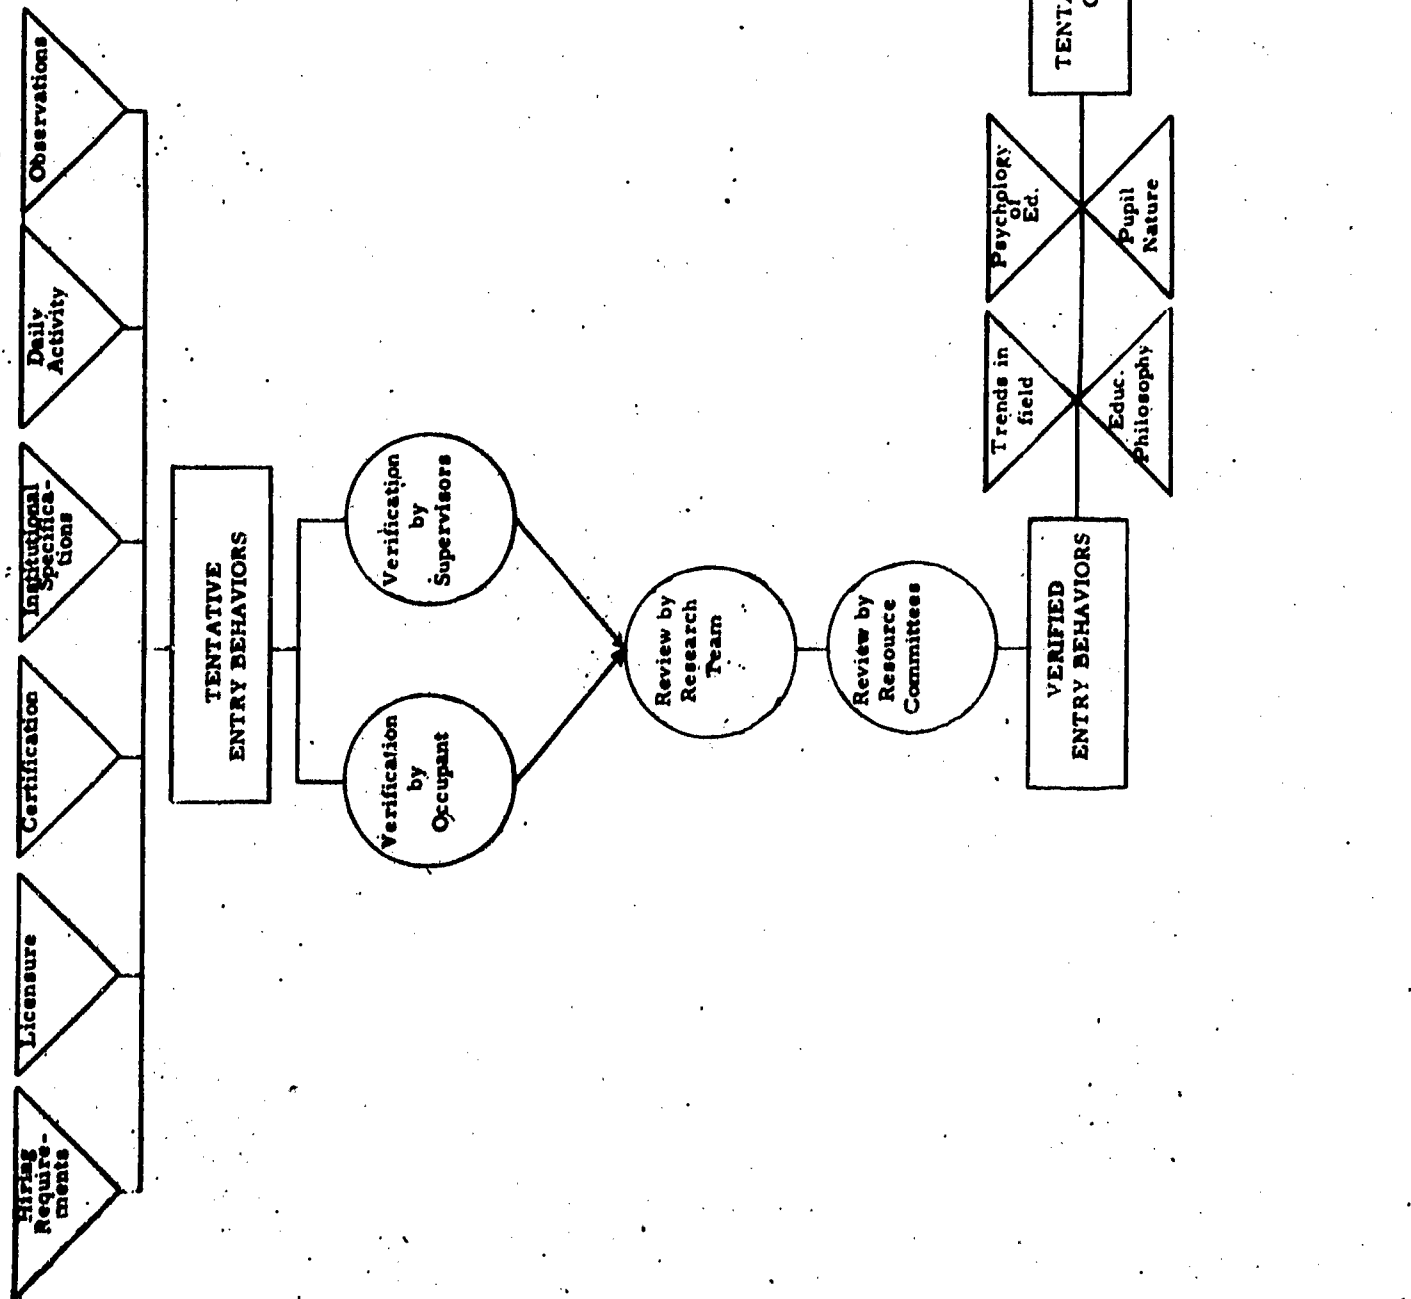 Hiring
Require-
ments
Licensure
Certification
Institutional
Specifica-
tions
Daily
Activity
Observations
TENTATIVE
ENTRY BEHAVIORS
Verification
by
Occupant
Verification
by
Supervisors
Review by
Research
Team
Review by
Resource
Committees
VERIFIED
ENTRY BEHAVIORS
Trends in
field
Educ.
Philosophy
Psychology
of
Ed.
Pupil
Nature